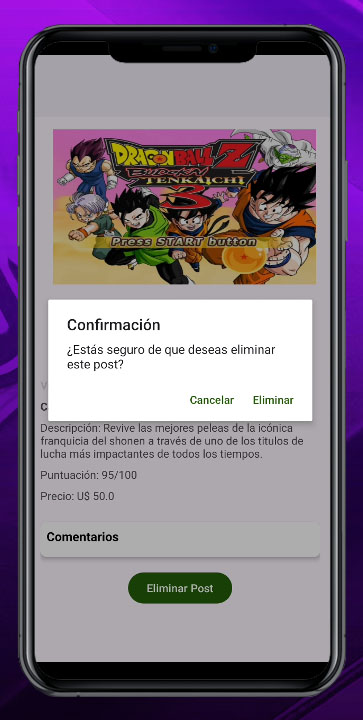 DRAGON BALL Z
BUDOKAI
TENKAICHI
3
Press START button
Confirmación
¿Estás seguro de que deseas eliminar
este post?
Cancelar Eliminar
Descripción: Revive las mejores peleas de la icónica
franquicia del shonen a través de uno de los titulos de
lucha más impactantes de todos los tiempos.
Puntuación: 95/100
Precio: U$ 50.0
Comentarios
Eliminar Post